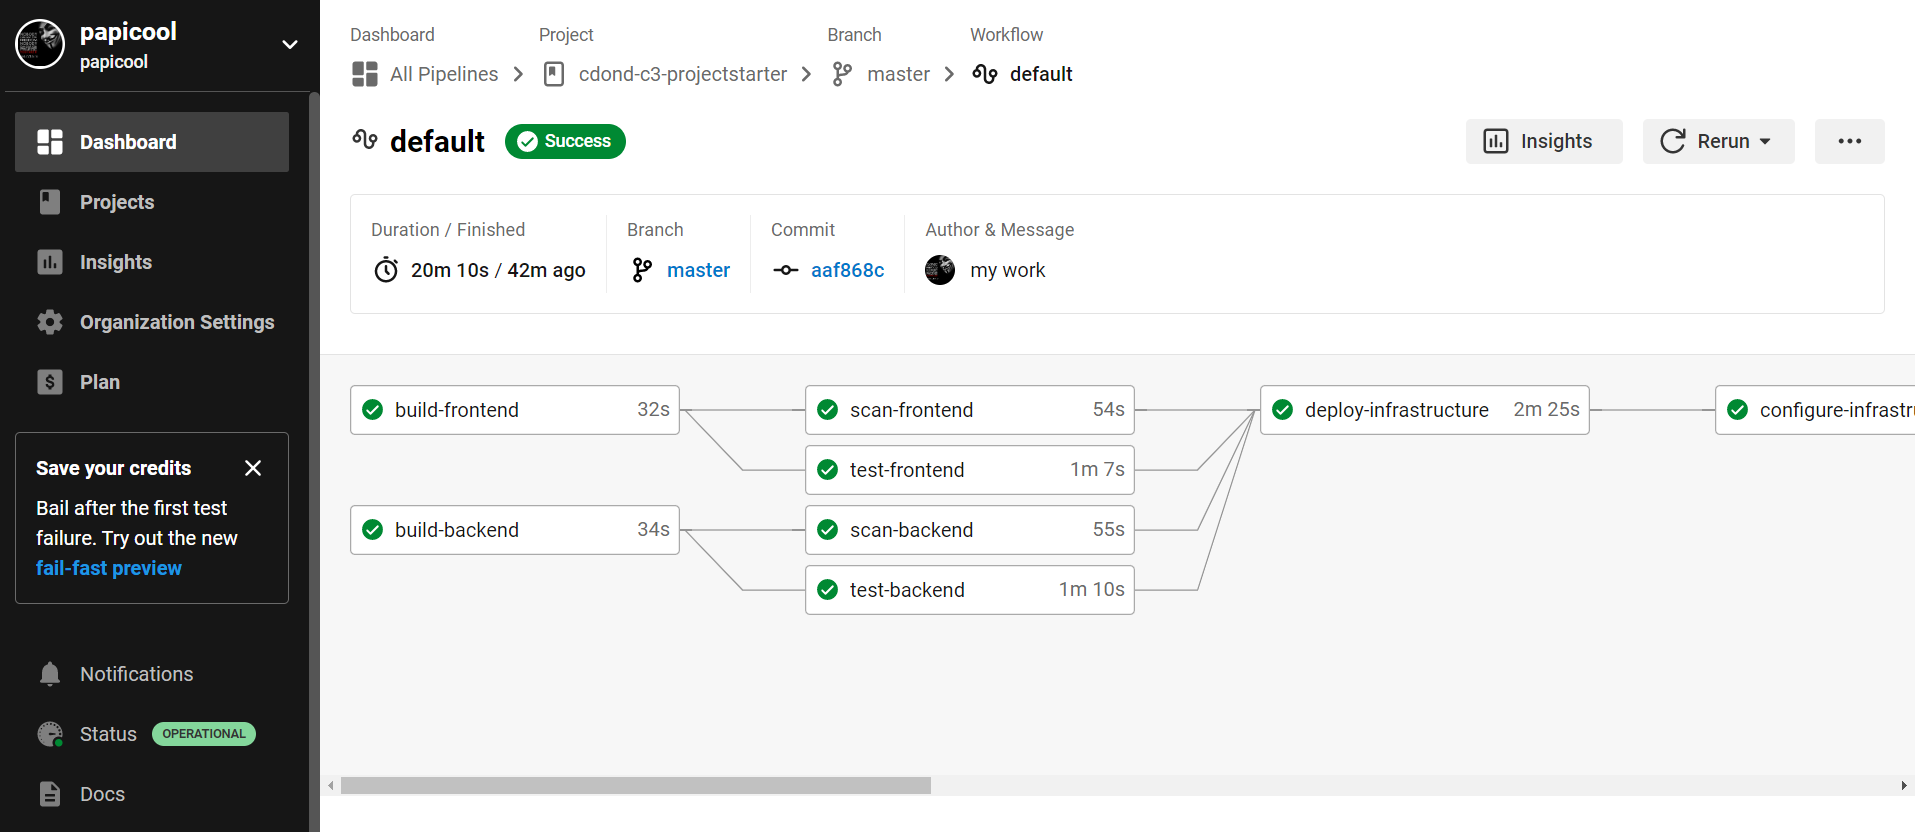 papicool
papicool
Dashboard
Projects
Insights
Organization Settings
Plan
Save your credits
Bail after the first test
failure. Try out the new
fail-fast preview
Notifications
Status OPERATIONAL
Docs
Dashboard Project Branch Workflow
All Pipelines cdond-c3-projectstarter master default
default Success
Insights Rerun
Duration / Finished Branch Commit Author & Message
20m 10s / 42m ago master aaf868c my work
build-frontend 32s scan-frontend 54s deploy-infrastructure 2m 25s configure-infrastr
test-frontend 1m 7s
build-backend 34s scan-backend 55s
test-backend 1m 10s